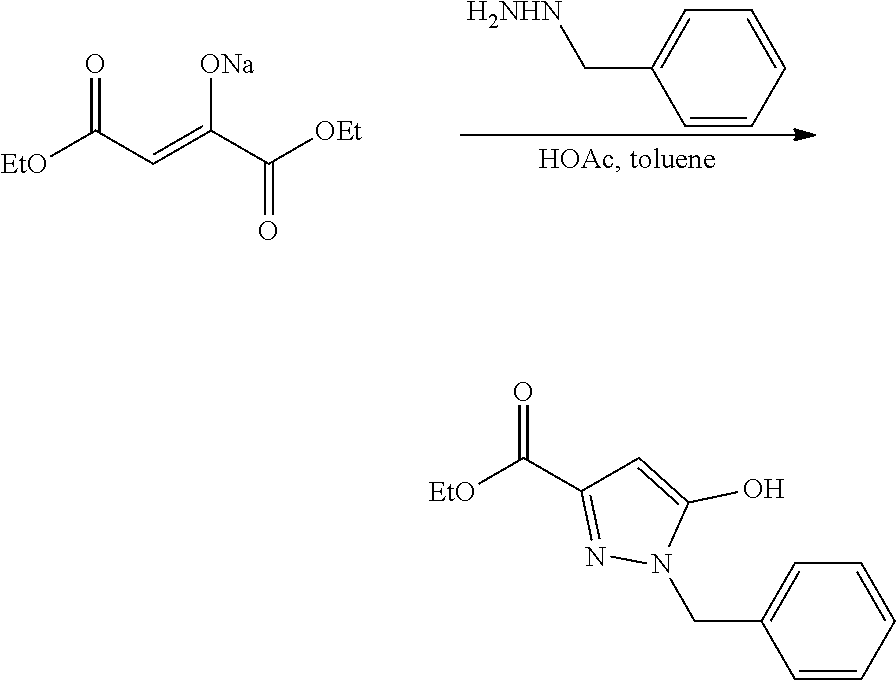 H₂NHN
O
ONa
OEt
EtO
O
HOAc, toluene
O
EtO
OH
N
N